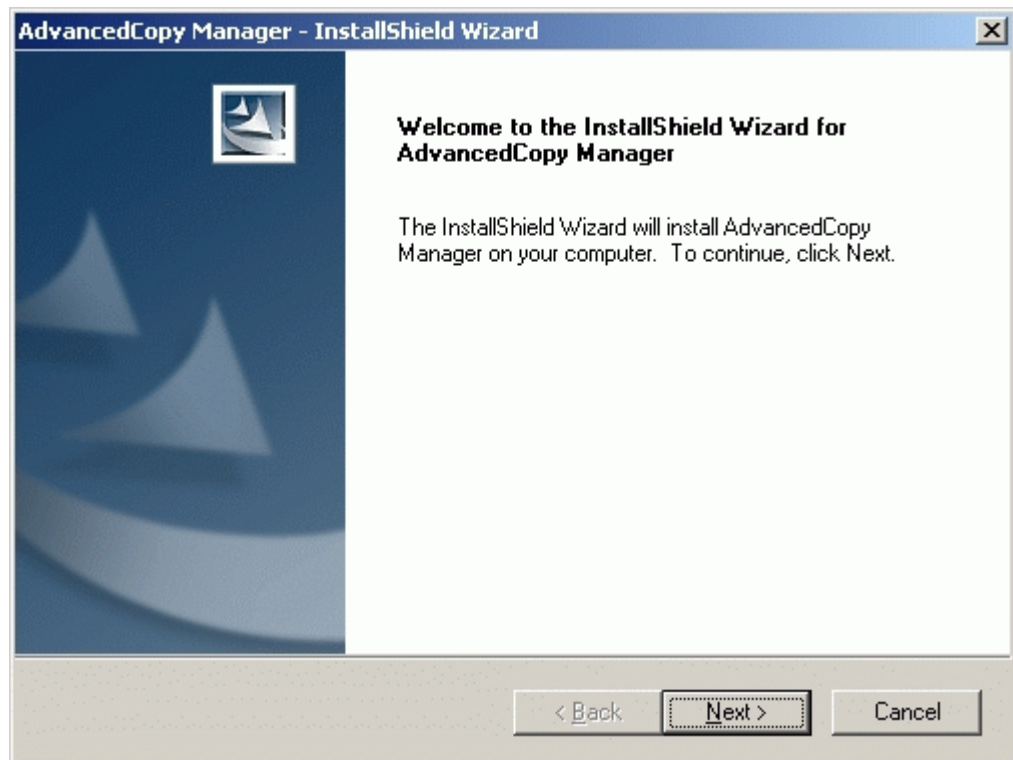 AdvancedCopy Manager - InstallShield Wizard
Welcome to the InstallShield Wizard for
AdvancedCopy Manager
The InstallShield Wizard will install AdvancedCopy
Manager on your computer.  To continue, click Next.
< Back
Next >
Cancel